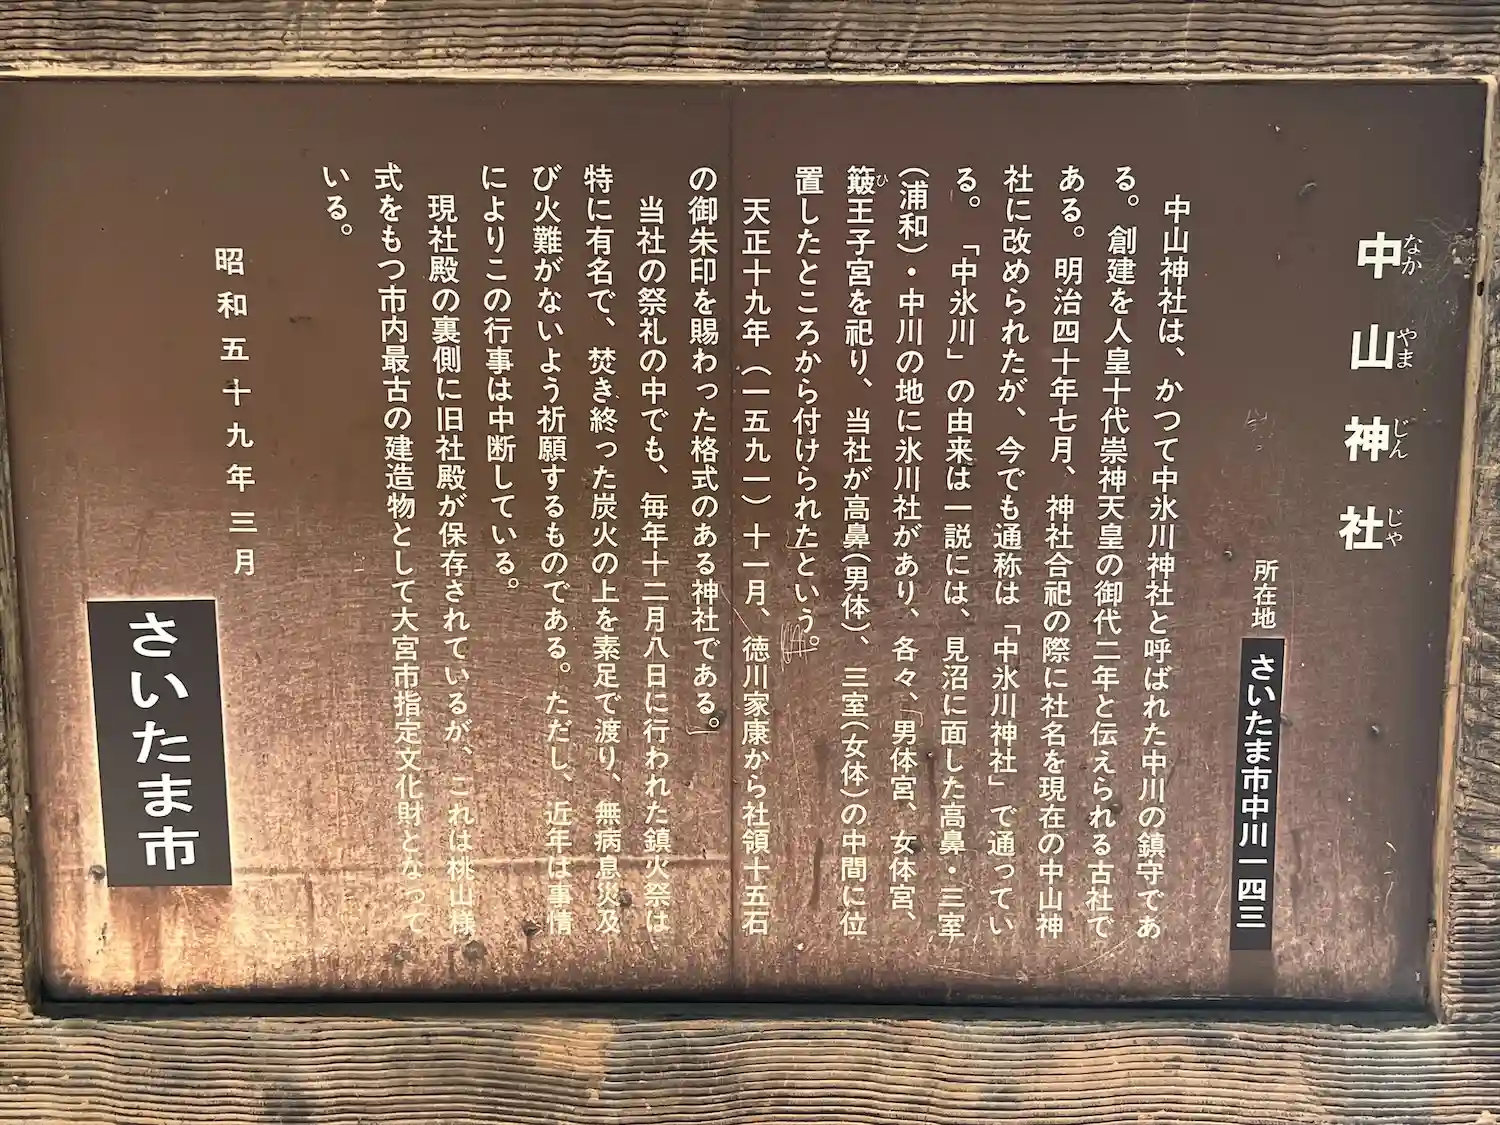 中山神社
なかやまじんじゃ
所在地 さいたま市中川一四三
中山神社は、かつて中氷川神社と呼ばれた中川の鎮守であ
る。創建を人皇十代崇神天皇の御代二年と伝えられる古社で
ある。明治四十年七月、神社合祀の際に社名を現在の中山神
社に改められたが、今でも通称は「中氷川神社」で通ってい
る。「中氷川」の由来は一説には、見沼に面した高鼻・三室
(浦和)・中川の地に氷川社があり、各々、男体宮、女体宮、
簸王子宮を祀り、当社が高鼻(男体)、三室(女体)の中間に位
ひ
置したところから付けられたという。
天正十九年(一五九一)十一月、徳川家康から社領十五石
の御朱印を賜わった格式のある神社である。
当社の祭礼の中でも、毎年十二月八日に行われた鎮火祭は
特に有名で、焚き終った炭火の上を素足で渡り、無病息災及
び火難がないよう祈願するものである。ただし、近年は事情
によりこの行事は中断している。
現社殿の裏側に旧社殿が保存されているが、これは桃山様
式をもつ市内最古の建造物として大宮市指定文化財となって
いる。
昭和五十九年三月
さいたま市